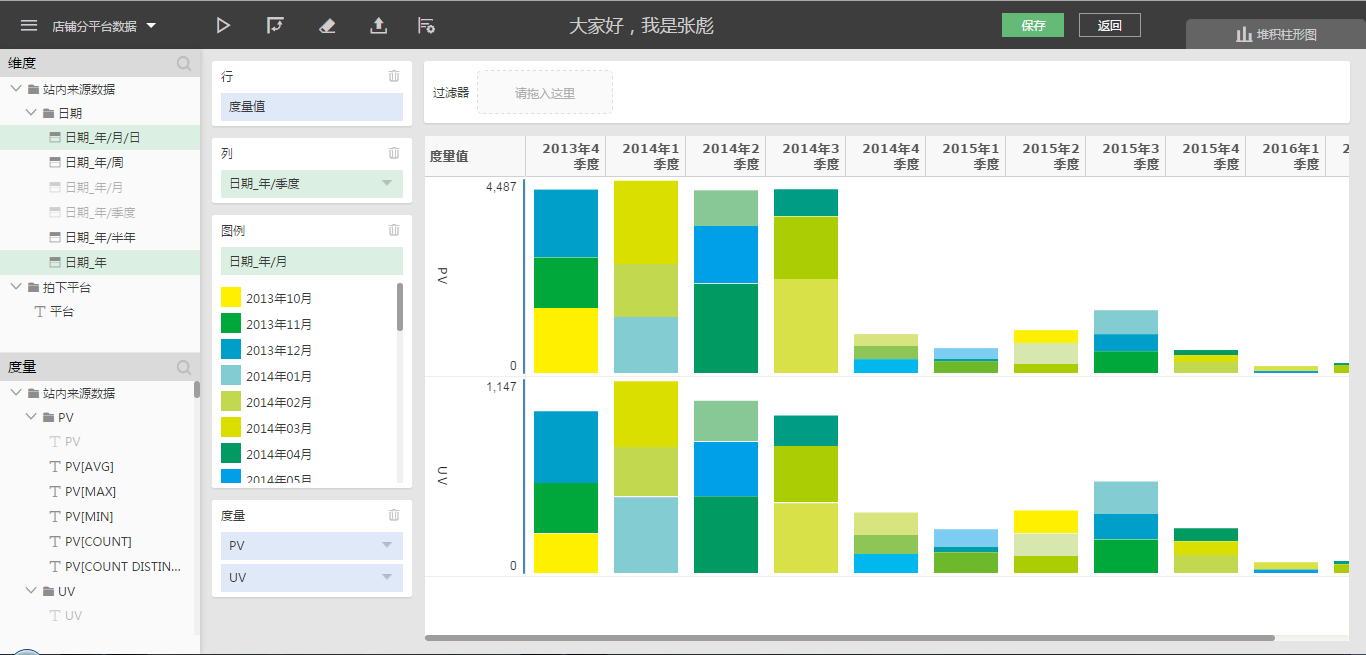 店铺分平台数据
大家好，我是张彪
保存
返回
堆积柱形图
维度
站内来源数据
日期
日期_年/月/日
日期_年/周
日期_年/月
日期_年/季度
日期_年/半年
日期_年
拍下平台
平台
度量
站内来源数据
PV
PV
PV[AVG]
PV[MAX]
PV[MIN]
PV[COUNT]
PV[COUNT DISTIN...
UV
UV
行
度量值
列
日期_年/季度
图例
日期_年/月
2013年10月
2013年11月
2013年12月
2014年01月
2014年02月
2014年03月
2014年04月
2014年05月
度量
PV
UV
过滤器
请拖入这里
度量值
2013年4季度
2014年1季度
2014年2季度
2014年3季度
2014年4季度
2015年1季度
2015年2季度
2015年3季度
2015年4季度
2016年1季度
2
4,487
PV
0
1,147
UV
0